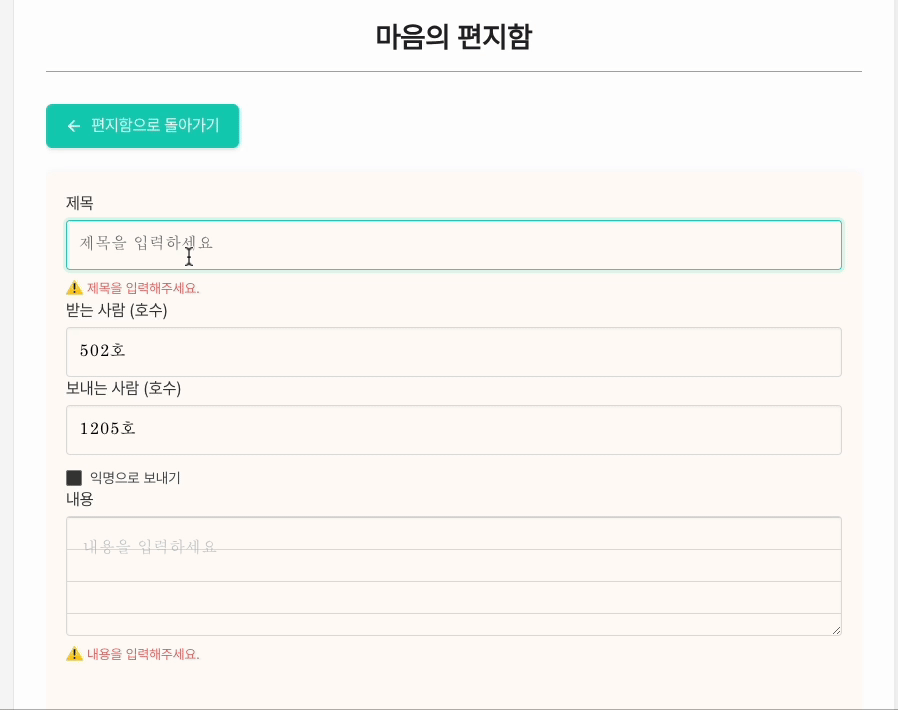 마음의 편지함
← 편지함으로 돌아가기
제목
제목을 입력하세요
⚠️ 제목을 입력해주세요.
받는 사람 (호수)
502호
보내는 사람 (호수)
1205호
익명으로 보내기
내용
내용을 입력하세요
⚠️ 내용을 입력해주세요.